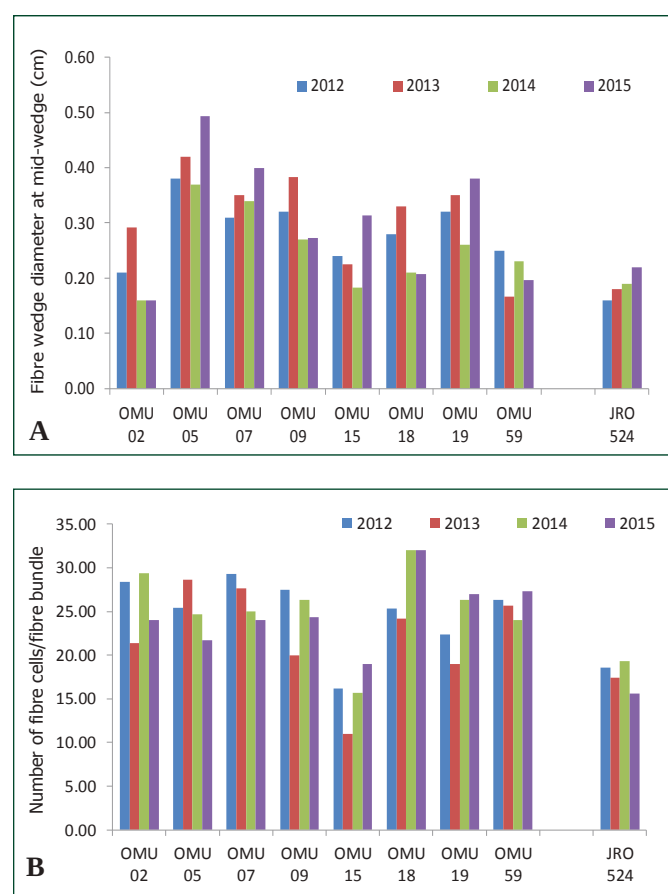 0.60
2012 2013 2014 2015
0.50
0.40
0.30
0.20
0.10
0.00
Fibre wedge diameter at mid-wedge (cm)
OMU OMU OMU OMU OMU OMU OMU OMU JRO
02 05 07 09 15 18 19 59 524
A
35.00
2012 2013 2014 2015
30.00
25.00
20.00
15.00
10.00
5.00
0.00
Number of fibre cells/fibre bundle
OMU OMU OMU OMU OMU OMU OMU OMU JRO
02 05 07 09 15 18 19 59 524
B